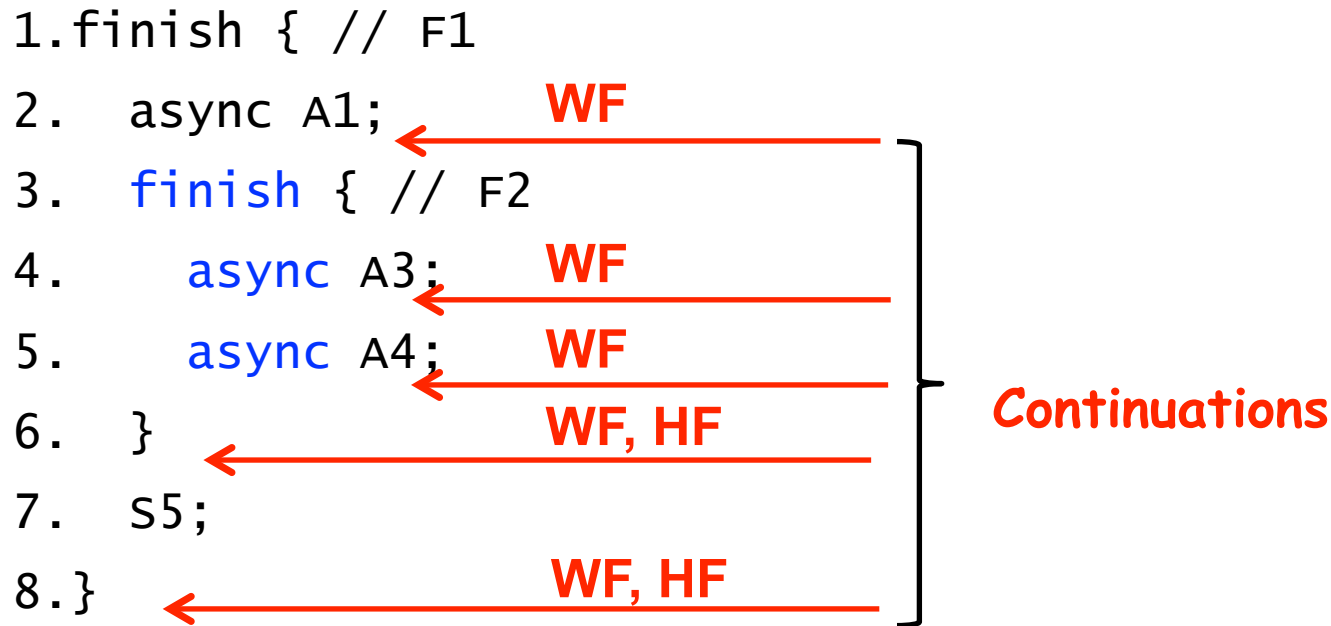 1.finish { // F1
2. async A1; WF
3. finish { // F2
4. async A3; WF
5. async A4; WF
6. } WF, HF
Continuations
7. S5;
8.} WF, HF